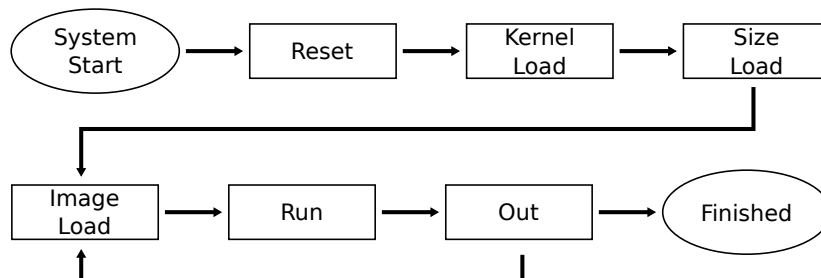 System
Start
Reset
Kernel
Load
Size
Load
Image
Load
Run
Out
Finished